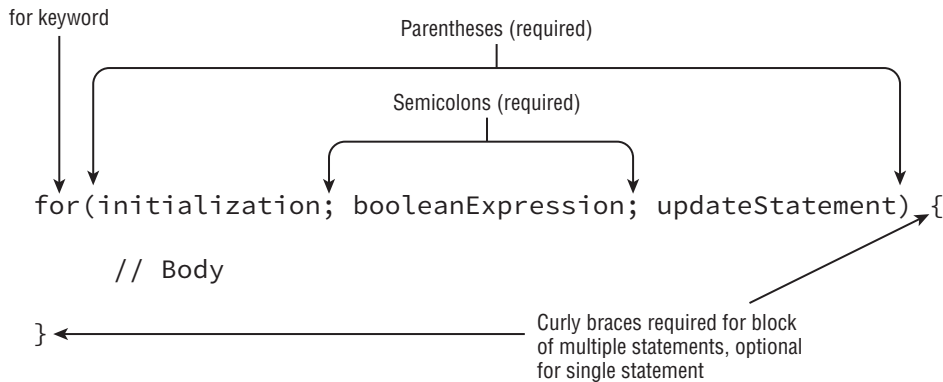 for keyword
Parentheses (required)
Semicolons (required)
for(initialization; booleanExpression; updateStatement) {
// Body
}
Curly braces required for block
of multiple statements, optional
for single statement